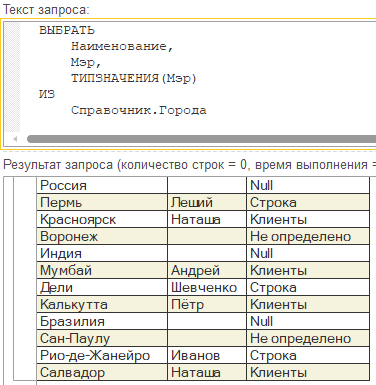 Текст запроса:
ВЫБРАТЬ
Наименование,
Мэр,
ТИПЗНАЧЕНИЯ(Мэр)
ИЗ
Справочник.Города
Результат запроса (количество строк = 0, время выполнения =
Россия Null
Пермь Леший Строка
Красноярск Наташа Клиенты
Воронеж Не определено
Индия Null
Мумбай Андрей Клиенты
Дели Шевченко Строка
Калькутта Пётр Клиенты
Бразилия Null
Сан-Паулу Не определено
Рио-де-Жанейро Иванов Строка
Салвадор Наташа Клиенты